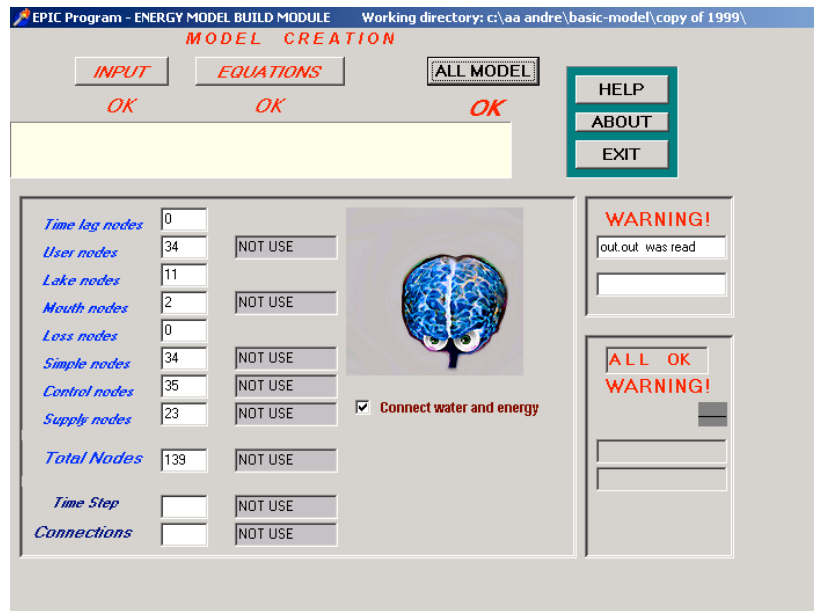 EPIC Program - ENERGY MODEL BUILD MODULE Working directory: c:\aa andre\basic-model\copy of 1999\
MODEL CREATION
INPUT EQUATIONS ALL MODEL
OK OK OK
HELP
ABOUT
EXIT
Time lag nodes 0
User nodes 34 NOT USE
Lake nodes 11
Mouth nodes 2 NOT USE
Loss nodes 0
Simple nodes 34 NOT USE
Control nodes 35 NOT USE
Supply nodes 23 NOT USE
Total Nodes 139 NOT USE
Time Step NOT USE
Connections NOT USE
Connect water and energy
WARNING!
out.out was read
ALL OK
WARNING!